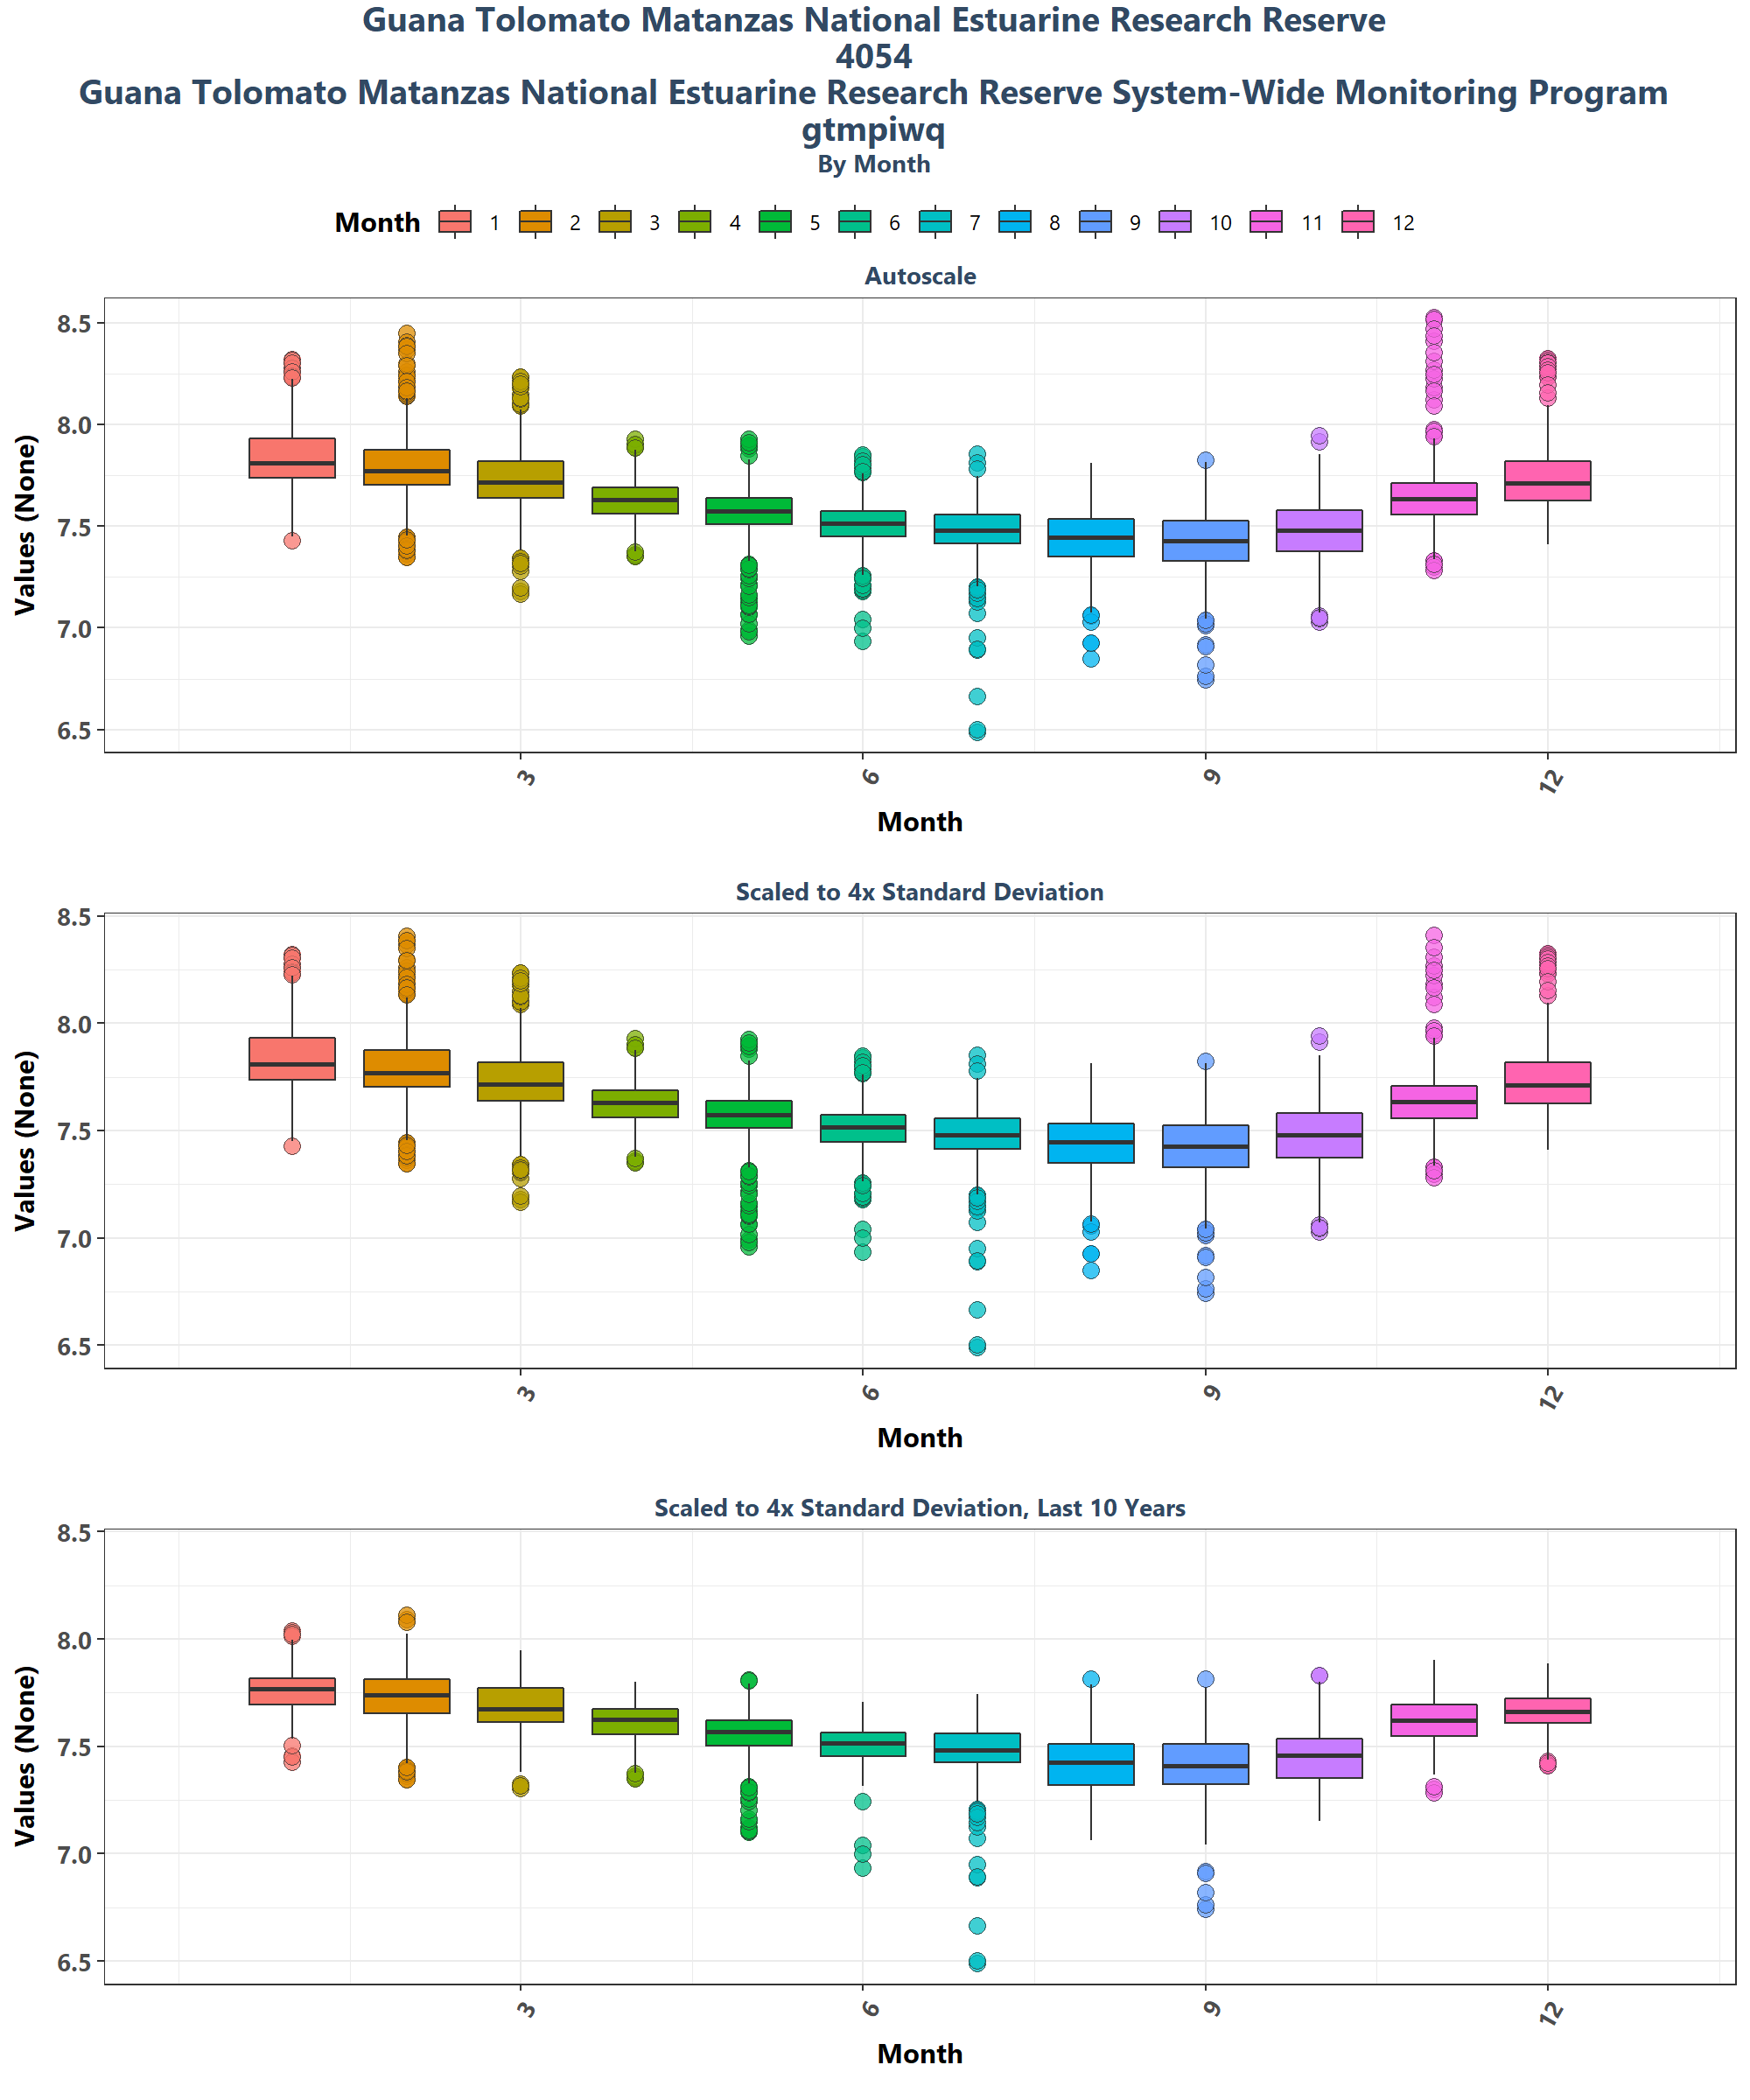 Guana Tolomato Matanzas National Estuarine Research Reserve
4054
Guana Tolomato Matanzas National Estuarine Research Reserve System-Wide Monitoring Program
gtmpiwq
By Month
Month 1 2 3 4 5 6 7 8 9 10 11 12
Autoscale
Values (None)
8.5
8.0
7.5
7.0
6.5
3 6 9 12
Month
Scaled to 4x Standard Deviation
Values (None)
8.5
8.0
7.5
7.0
6.5
3 6 9 12
Month
Scaled to 4x Standard Deviation, Last 10 Years
Values (None)
8.5
8.0
7.5
7.0
6.5
3 6 9 12
Month